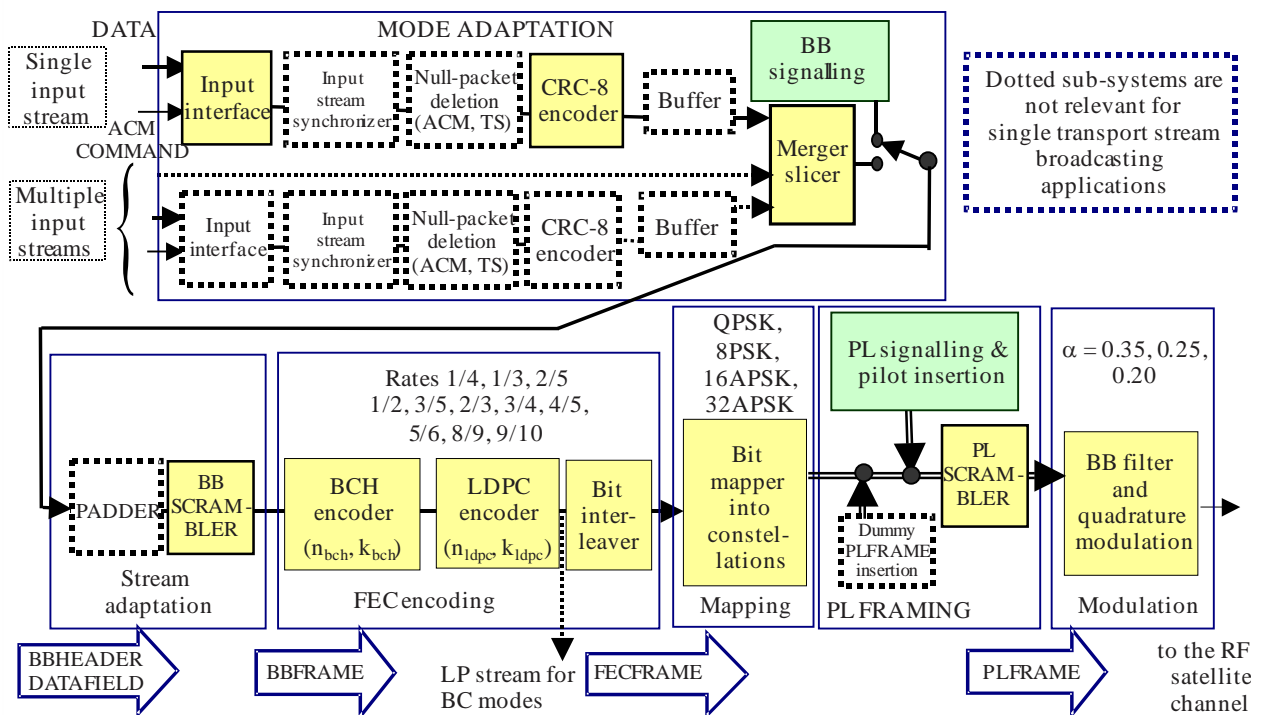 DATA
MODE ADAPTATION
Single
input
stream
ACM
COMMAND
Input
interface
Input
stream
synchronizer
Null-packet
deletion
(ACM, TS)
CRC-8
encoder
Buffer
BB
signalling
Merger
slicer
Dotted sub-systems are
not relevant for
single transport stream
broadcasting
applications
Multiple
input
streams
Input
interface
Input
stream
synchronizer
Null-packet
deletion
(ACM, TS)
CRC-8
encoder
Buffer
PADDER
BB
SCRAM-
BLER
Stream
adaptation
Rates 1/4, 1/3, 2/5
1/2, 3/5, 2/3, 3/4, 4/5,
5/6, 8/9, 9/10
BCH
encoder
(nbch, kbch)
LDPC
encoder
(nldpc, kldpc)
Bit
inter-
leaver
FEC encoding
QPSK,
8PSK,
16APSK,
32APSK
Bit
mapper
into
constel-
lations
Mapping
PL signalling &
pilot insertion
PL
SCRAM-
BLER
Dummy
PLFRAME
insertion
PL FRAMING
α = 0.35, 0.25,
0.20
BB filter
and
quadrature
modulation
Modulation
BBHEADER
DATAFIELD
BBFRAME
LP stream for
BC modes
FECFRAME
PLFRAME
to the RF
satellite
channel